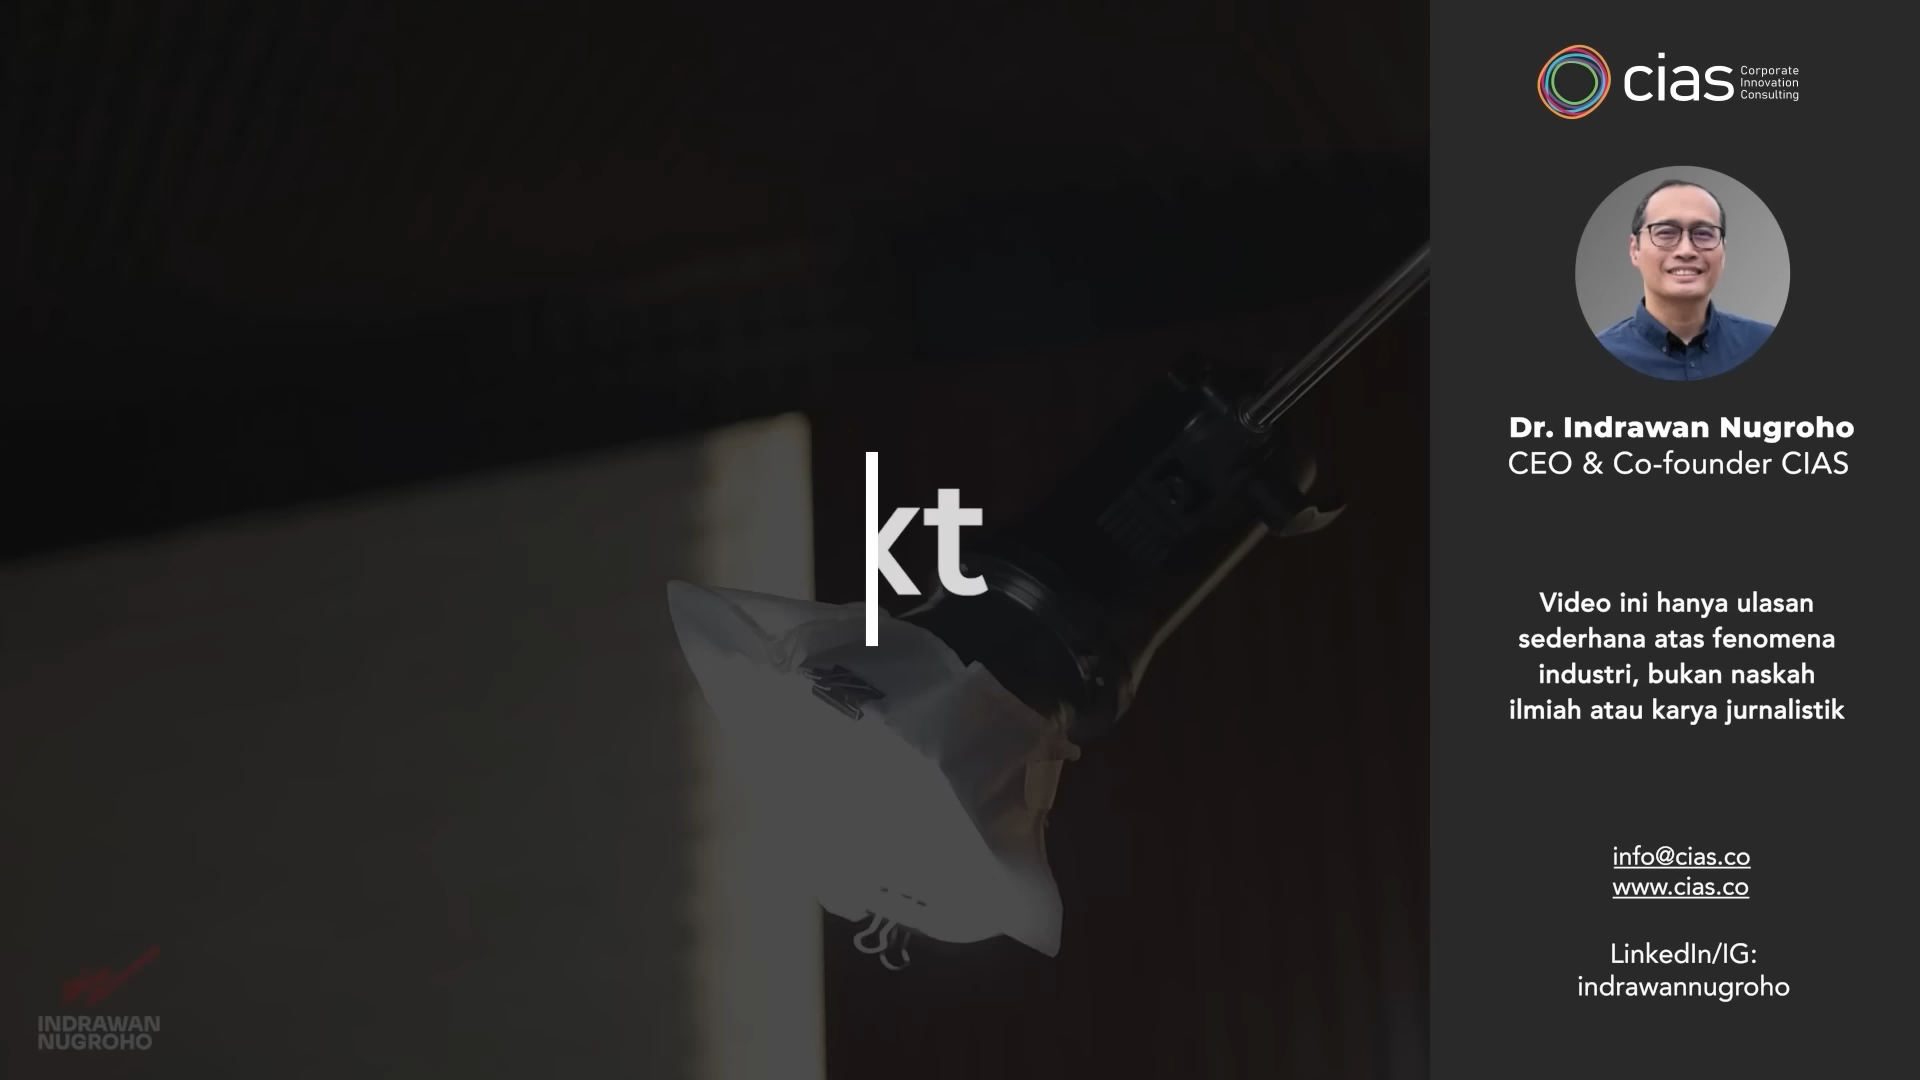 cias
Corporate
Innovation
Consulting
Dr. Indrawan Nugroho
CEO & Co-founder CIAS
kt
Video ini hanya ulasan
sederhana atas fenomena
industri, bukan naskah
ilmiah atau karya jurnalistik
info@cias.co
www.cias.co
LinkedIn/IG:
indrawannugroho
INDRAWAN
NUGROHO